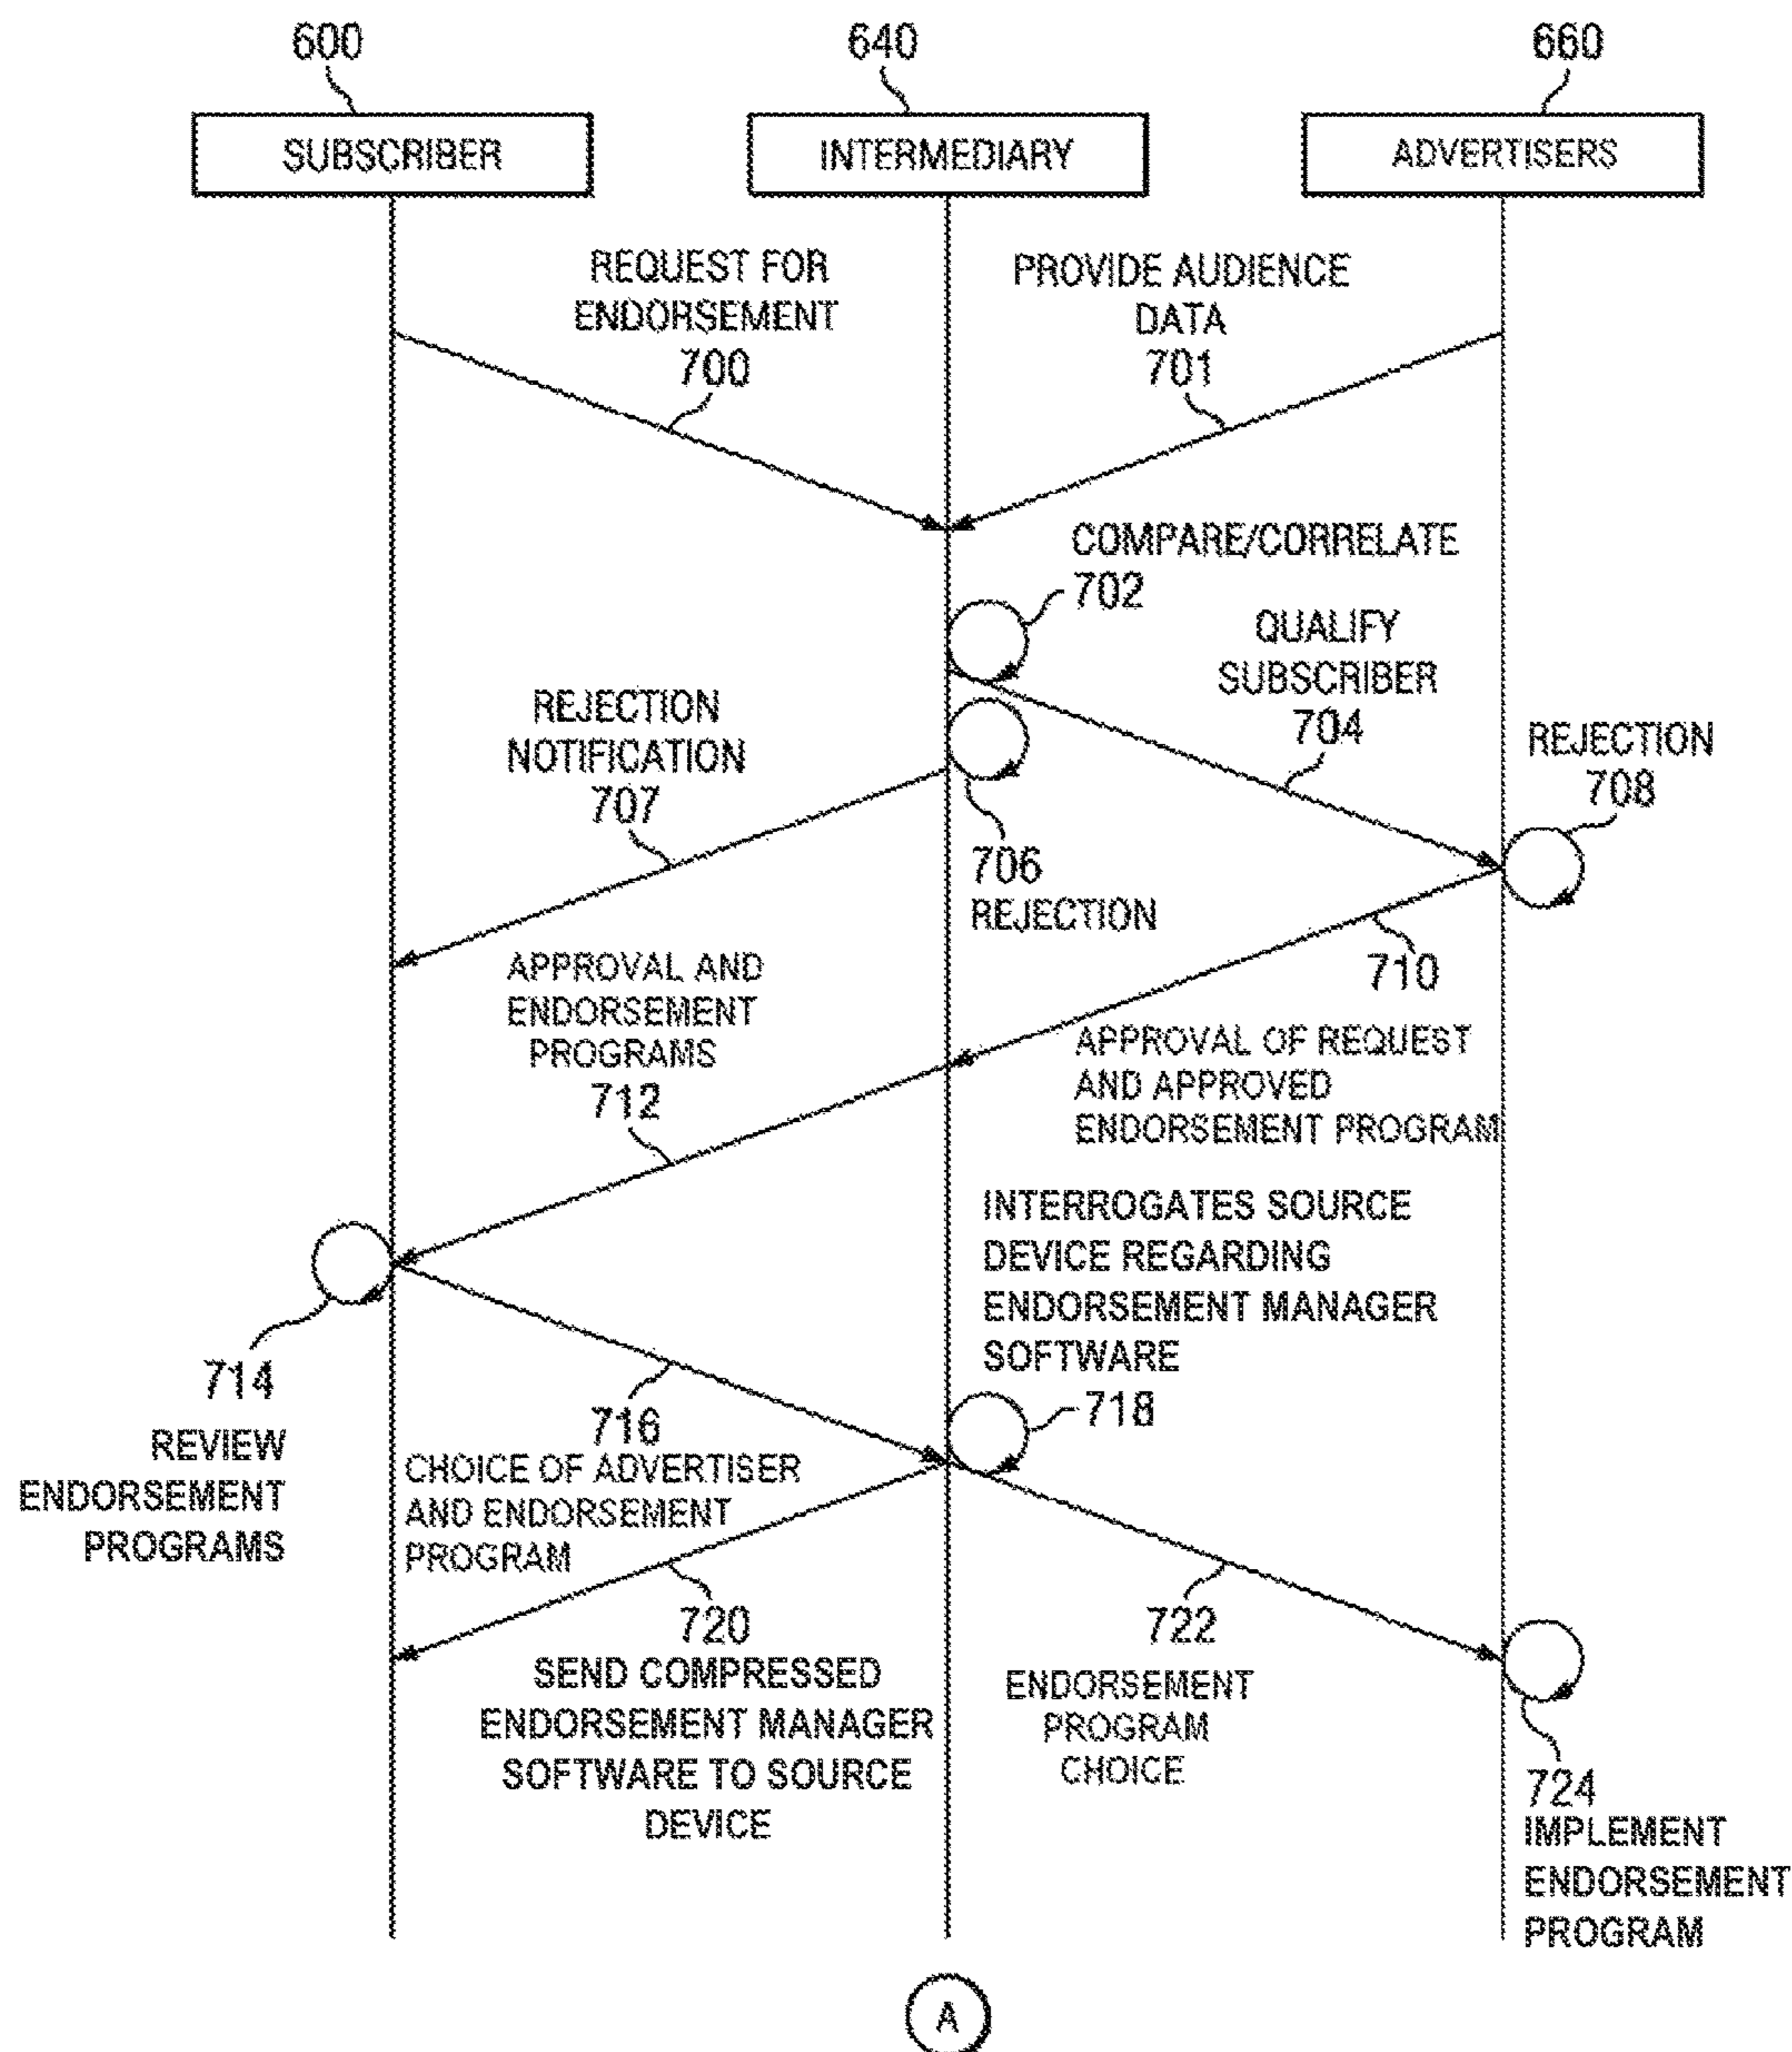 600
640
660
SUBSCRIBER
INTERMEDIARY
ADVERTISERS
REQUEST FOR
ENDORSEMENT
700
PROVIDE AUDIENCE
DATA
701
COMPARE/CORRELATE
702
QUALIFY
SUBSCRIBER
704
REJECTION
NOTIFICATION
707
706
REJECTION
REJECTION
708
710
APPROVAL OF REQUEST
AND APPROVED
ENDORSEMENT PROGRAM
APPROVAL AND
ENDORSEMENT
PROGRAMS
712
INTERROGATES SOURCE
DEVICE REGARDING
ENDORSEMENT MANAGER
SOFTWARE
718
714
REVIEW
ENDORSEMENT
PROGRAMS
716
CHOICE OF ADVERTISER
AND ENDORSEMENT
PROGRAM
720
SEND COMPRESSED
ENDORSEMENT MANAGER
SOFTWARE TO SOURCE
DEVICE
722
ENDORSEMENT
PROGRAM
CHOICE
724
IMPLEMENT
ENDORSEMENT
PROGRAM
A